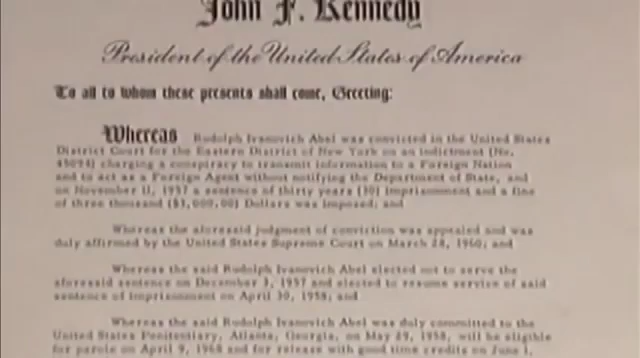 John F. Kennedy
President of the United States of America
To all to whom these presents shall come, Greeting:
Whereas Rudolph Ivanovich Abel was convicted in the United States
District Court for the Eastern District of New York on an indictment (No.
45094) charging a conspiracy to transmit information to a Foreign Nation
and to act as a Foreign Agent without notifying the Department of State, and
on November 11, 1957 a sentence of thirty years (30) imprisonment and a fine
of three thousand ($3,000.00) Dollars was imposed; and
Whereas the aforesaid judgment of conviction was appealed and was
duly affirmed by the United States Supreme Court on March 28, 1960; and
Whereas the said Rudolph Ivanovich Abel elected not to serve the
aforesaid sentence on December 3, 1957 and elected to resume service of said
sentence of imprisonment on April 30, 1958; and
Whereas the said Rudolph Ivanovich Abel was duly committed to the
United States Penitentiary, Atlanta, Georgia, on May 29, 1958, will be eligible
for parole on April 9, 1968 and for release with good time credits on June 1,